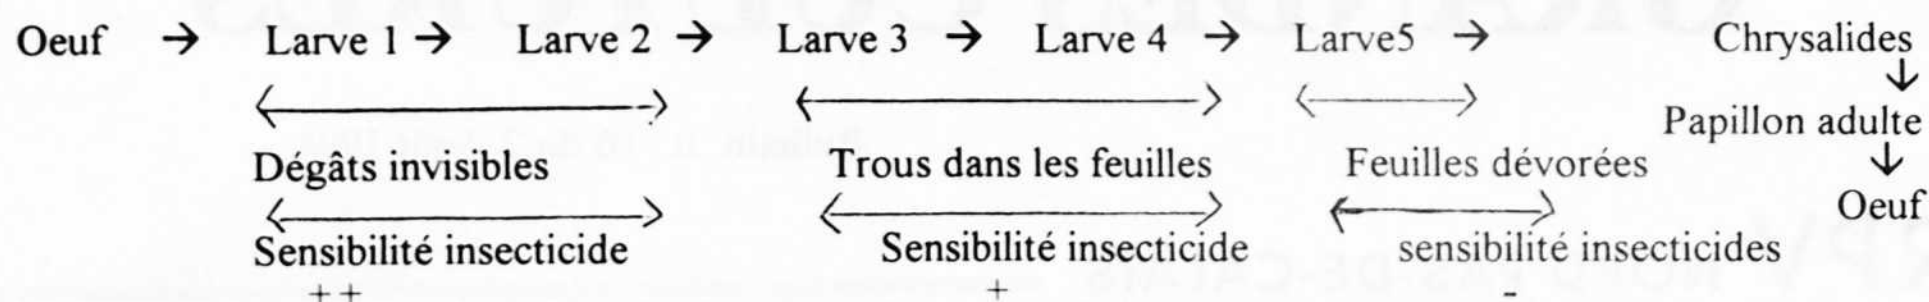 Oeuf → Larve 1 → Larve 2 → Larve 3 → Larve 4 → Larve5 → Chrysalides
↓
Papillon adulte
Dégâts invisibles Trous dans les feuilles Feuilles dévorées ↓
Oeuf
Sensibilité insecticide Sensibilité insecticide sensibilité insecticides
++ + -